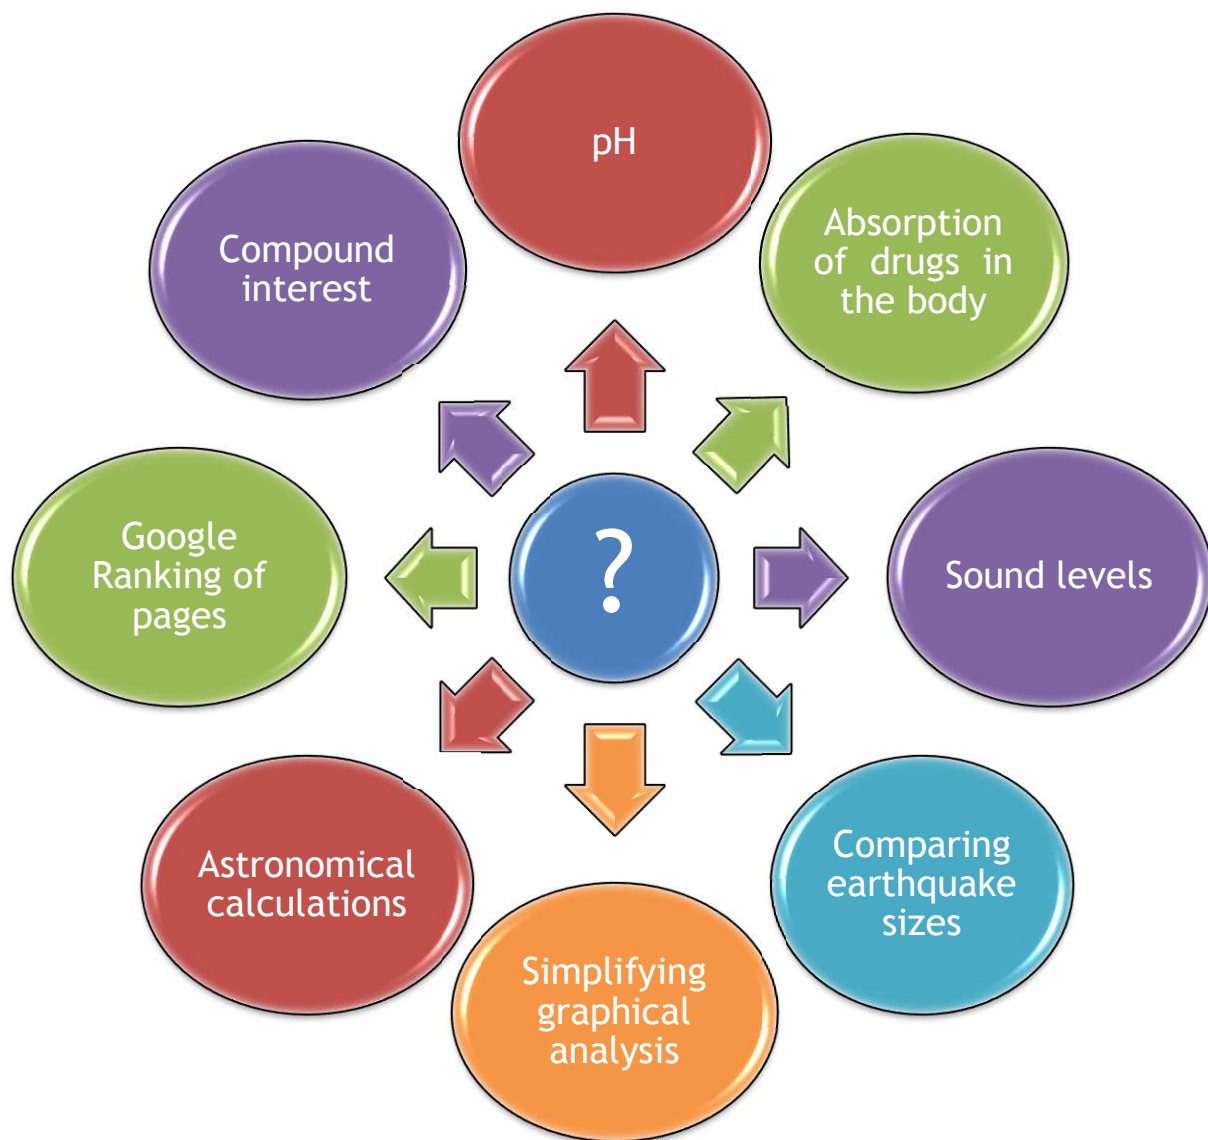 pH
Absorption
of drugs in
the body
Sound levels
Comparing
earthquake
sizes
Simplifying
graphical
analysis
Astronomical
calculations
Google
Ranking of
pages
Compound
interest
?